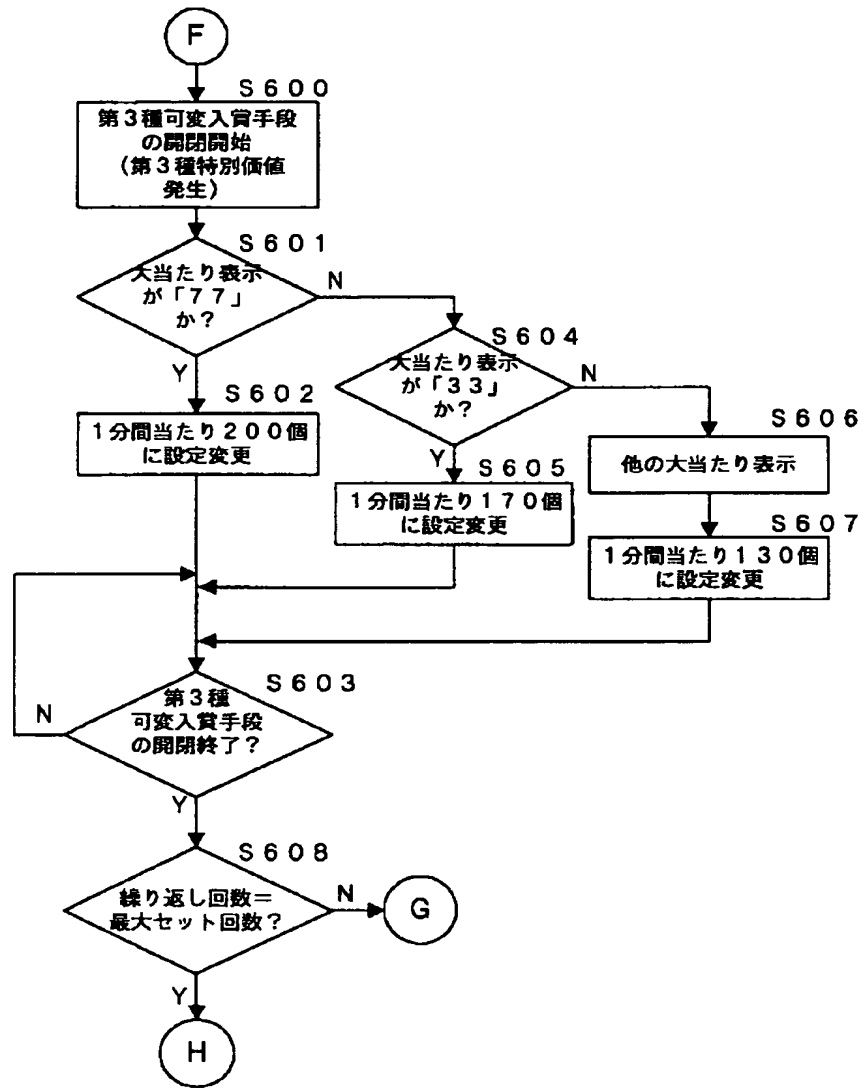 F
S600
第3種可変入賞手段
の開閉開始
(第3種特別価値
発生)
S601
大当たり表示
が「77」
か?
N
Y
S604
大当たり表示
が「33」
か?
N
Y
S602
1分間当たり200個
に設定変更
S605
1分間当たり170個
に設定変更
S606
他の大当たり表示
S607
1分間当たり130個
に設定変更
S603
第3種
可変入賞手段
の開閉終了?
N
Y
S608
繰り返し回数=
最大セット回数?
N
G
Y
H